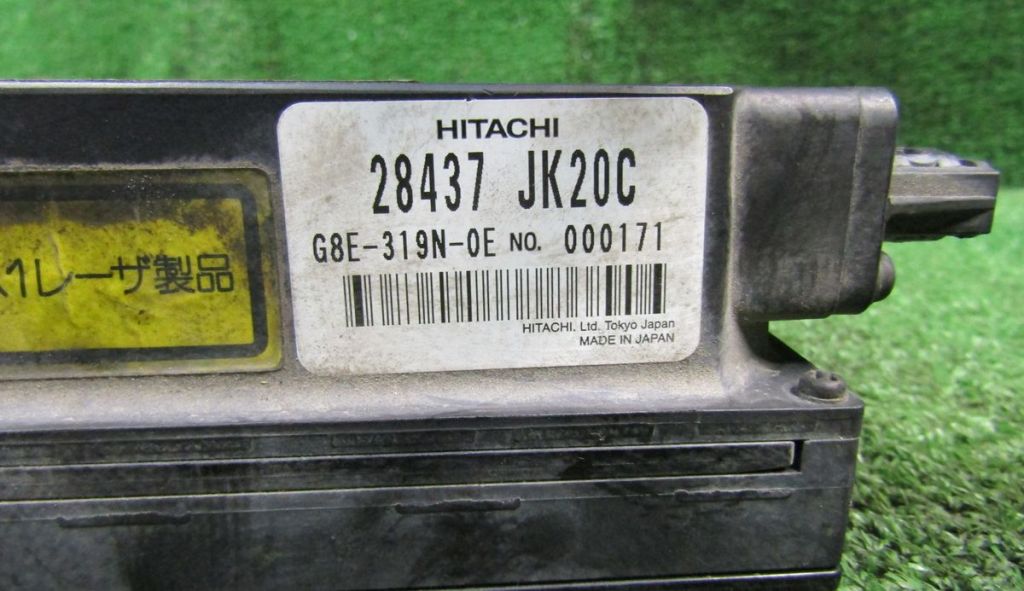 HITACHI
28437 JK20C
G8E-319N-0E NO. 000171
HITACHI. Ltd. Tokyo Japan
MADE IN JAPAN
1レーザ製品